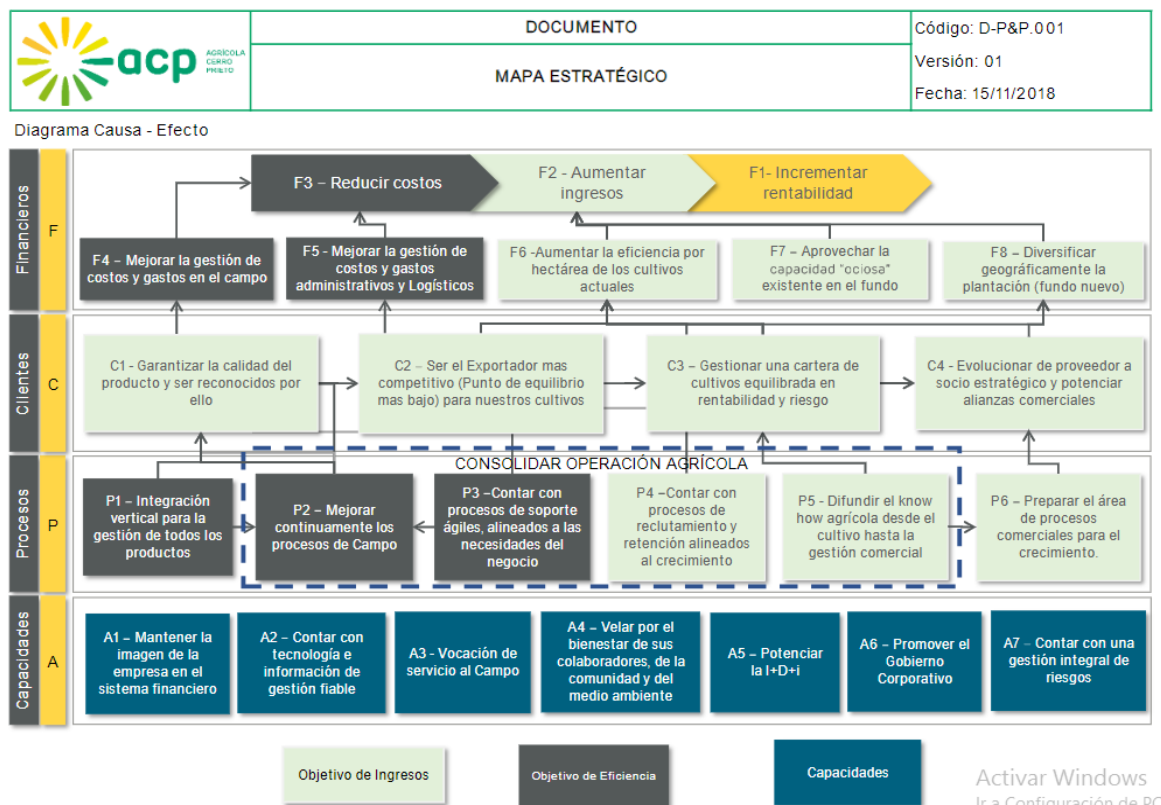 acp
AGRÍCOLA
CERRO
PRIETO
DOCUMENTO
MAPA ESTRATÉGICO
Código: D-P&P.001
Versión: 01
Fecha: 15/11/2018
Diagrama Causa - Efecto
Financieros
F
F3 – Reducir costos
F2 - Aumentar
ingresos
F1- Incrementar
rentabilidad
F4 – Mejorar la gestión de
costos y gastos en el campo
F5 - Mejorar la gestión de
costos y gastos
administrativos y Logísticos
F6 -Aumentar la eficiencia por
hectárea de los cultivos
actuales
F7 – Aprovechar la
capacidad "ociosa"
existente en el fundo
F8 – Diversificar
geográficamente la
plantación (fundo nuevo)
Clientes
C
C1 - Garantizar la calidad del
producto y ser reconocidos por
ello
C2 – Ser el Exportador mas
competitivo (Punto de equilibrio
mas bajo) para nuestros cultivos
C3 – Gestionar una cartera de
cultivos equilibrada en
rentabilidad y riesgo
C4 - Evolucionar de proveedor a
socio estratégico y potenciar
alianzas comerciales
Procesos
P
CONSOLIDAR OPERACIÓN AGRÍCOLA
P1 – Integración
vertical para la
gestión de todos los
productos
P2 – Mejorar
continuamente los
procesos de Campo
P3 –Contar con
procesos de soporte
ágiles, alineados a las
necesidades del
negocio
P4 –Contar con
procesos de
reclutamiento y
retención alineados
al crecimiento
P5 - Difundir el know
how agrícola desde el
cultivo hasta la
gestión comercial
P6 – Preparar el área
de procesos
comerciales para el
crecimiento.
Capacidades
A
A1 – Mantener la
imagen de la
empresa en el
sistema financiero
A2 – Contar con
tecnología e
información de
gestión fiable
A3 - Vocación de
servicio al Campo
A4 – Velar por el
bienestar de sus
colaboradores, de la
comunidad y del
medio ambiente
A5 – Potenciar
la I+D+i
A6 – Promover el
Gobierno
Corporativo
A7 – Contar con una
gestión integral de
riesgos
Objetivo de Ingresos
Objetivo de Eficiencia
Capacidades
Activar Windows
Ir a Configuración de PC